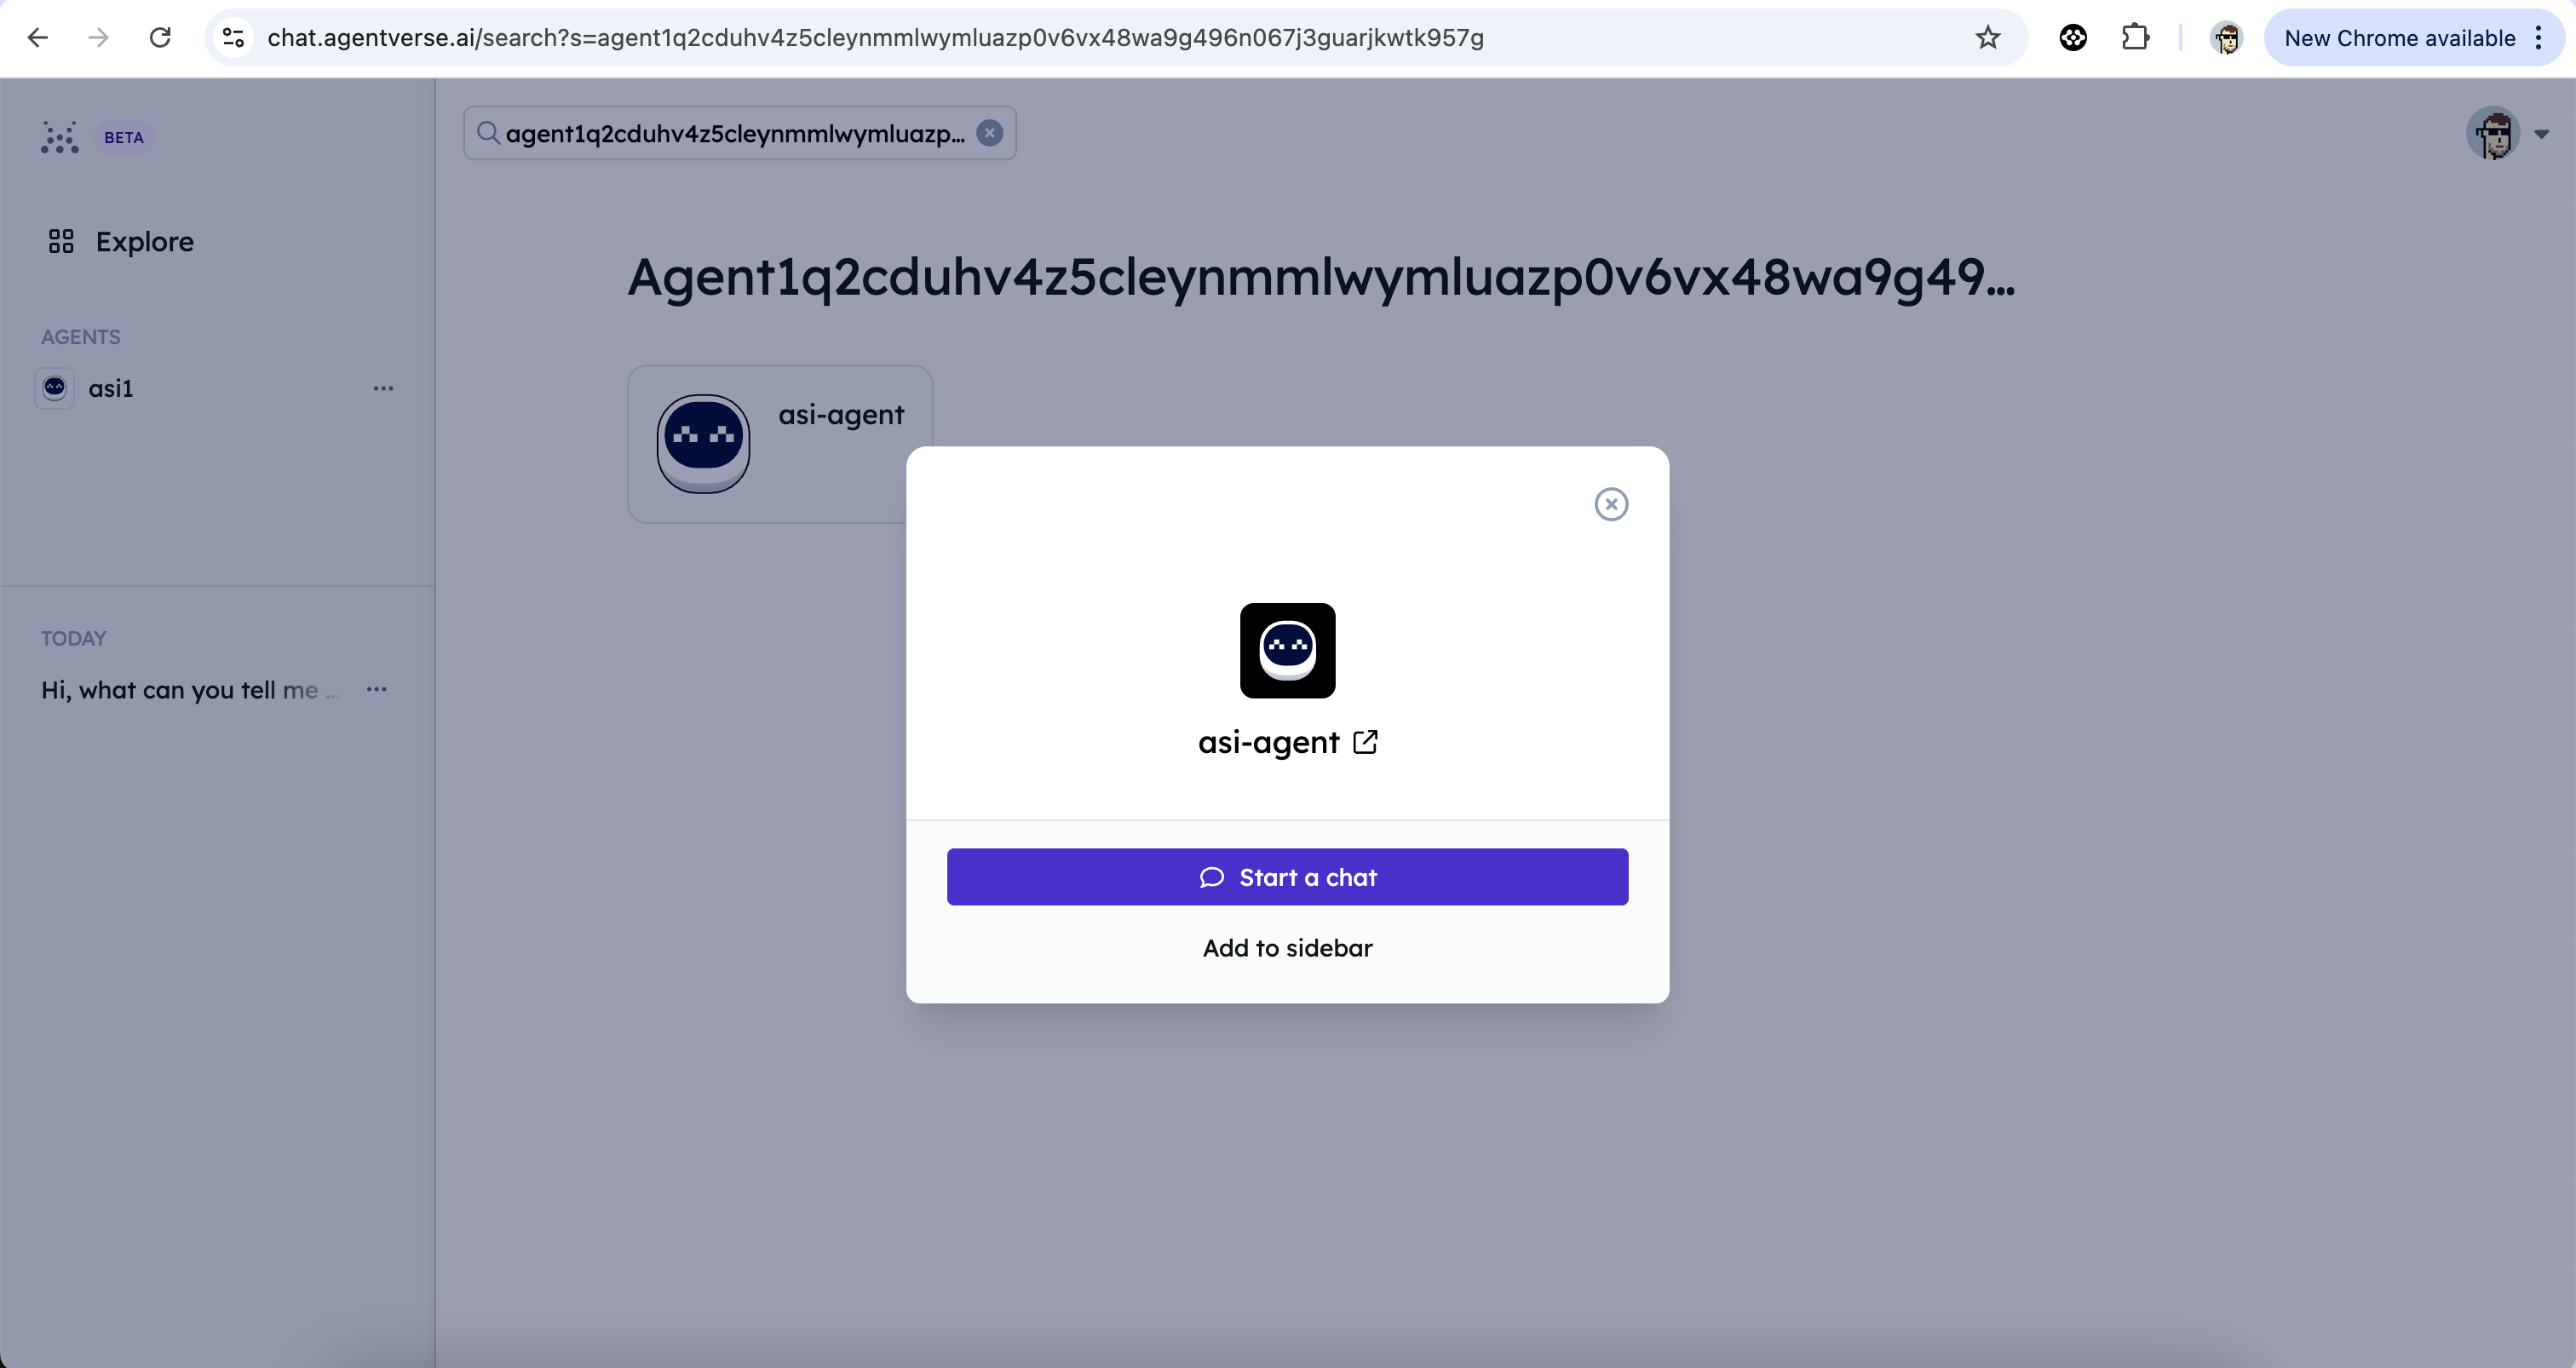 chat.agentverse.ai/search?s=agent1q2cduhv4z5cleynmmlwymluazp0v6vx48wa9g496n067j3guarjkwtk957g
New Chrome available
BETA
agent1q2cduhv4z5cleynmmlwymluazp...
Explore
Agent1q2cduhv4z5cleynmmlwymluazp0v6vx48wa9g49...
AGENTS
asi1
asi-agent
asi-agent
TODAY
Hi, what can you tell me ...
Start a chat
Add to sidebar